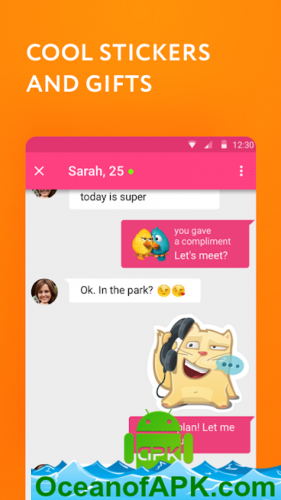 COOL STICKERS
AND GIFTS
12:30
Sarah, 25
today is super
you gave
a compliment
Let's meet?
Ok. In the park?
plan! Let me
APK
OceanofAPK.com